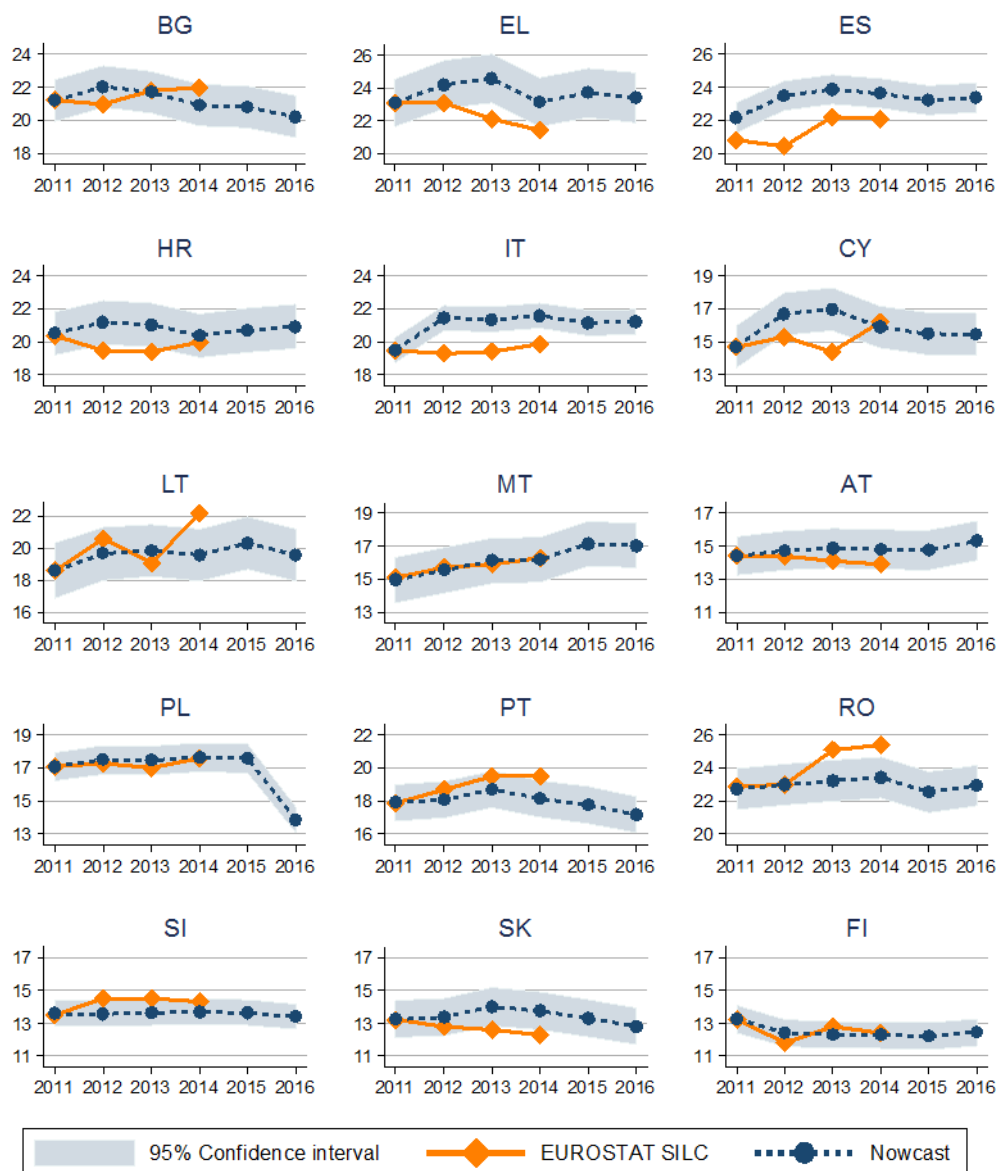 BG EL ES
24 26 26
22 24 24
20 22 22
18 20 20
2011 2012 2013 2014 2015 2016 2011 2012 2013 2014 2015 2016 2011 2012 2013 2014 2015 2016
HR IT CY
24 24 19
22 22 17
20 20 15
18 18 13
2011 2012 2013 2014 2015 2016 2011 2012 2013 2014 2015 2016 2011 2012 2013 2014 2015 2016
LT MT AT
22 19 17
20 17 15
18 15 13
16 13 11
2011 2012 2013 2014 2015 2016 2011 2012 2013 2014 2015 2016 2011 2012 2013 2014 2015 2016
PL PT RO
19 22 26
17 20 24
15 18 22
13 16 20
2011 2012 2013 2014 2015 2016 2011 2012 2013 2014 2015 2016 2011 2012 2013 2014 2015 2016
SI SK FI
17 17 17
15 15 15
13 13 13
11 11 11
2011 2012 2013 2014 2015 2016 2011 2012 2013 2014 2015 2016 2011 2012 2013 2014 2015 2016
95% Confidence interval EUROSTAT SILC Nowcast